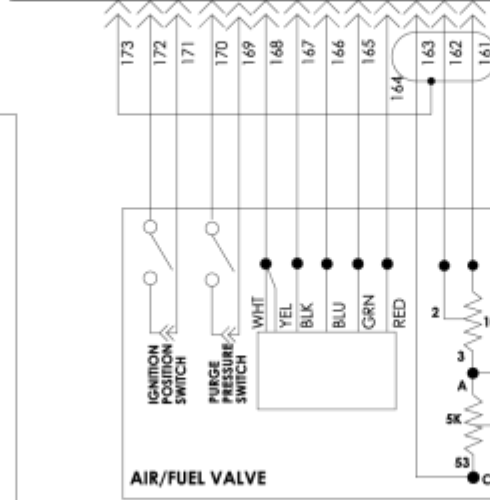 173
172
171
170
169
168
167
166
165
164
163
162
161
WHT
YEL
BLK
BLU
GRN
RED
2
3
A
5K
53
IGNITION
POSITION
SWITCH
PURGE
PRESSURE
SWITCH
AIR/FUEL VALVE